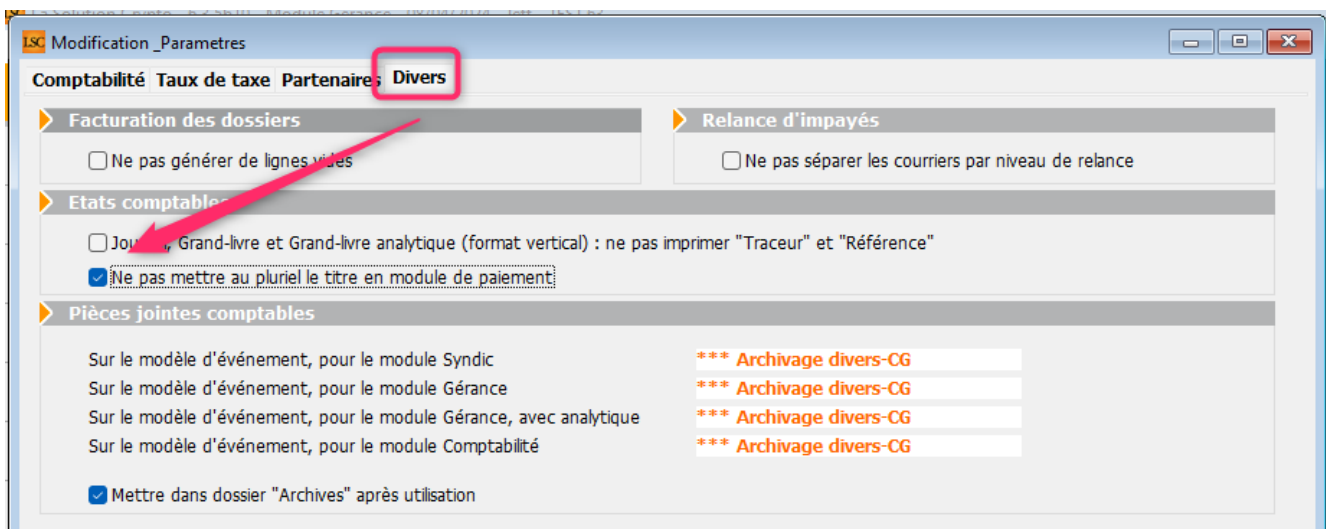 LSC Modification _Parametres
Comptabilité Taux de taxe Partenaires Divers
Facturation des dossiers
Ne pas générer de lignes vides
Relance d'impayés
Ne pas séparer les courriers par niveau de relance
Etats comptables
Grand-livre et Grand-livre analytique (format vertical) : ne pas imprimer "Traceur" et "Référence"
Ne pas mettre au pluriel le titre en module de paiement
Pièces jointes comptables
Sur le modèle d'événement, pour le module Syndic *** Archivage divers-CG
Sur le modèle d'événement, pour le module Gérance *** Archivage divers-CG
Sur le modèle d'événement, pour le module Gérance, avec analytique *** Archivage divers-CG
Sur le modèle d'événement, pour le module Comptabilité *** Archivage divers-CG
Mettre dans dossier "Archives" après utilisation